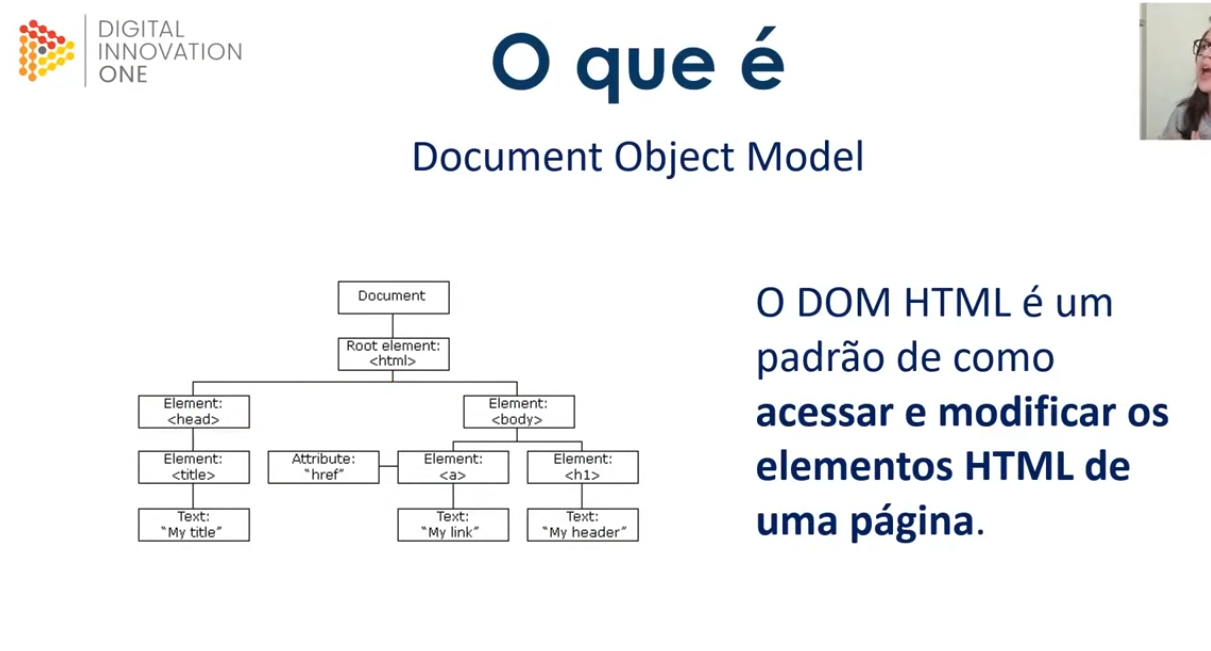 DIGITAL
INNOVATION
ONE
O que é
Document Object Model
Document
Root element:
<html>
Element:
<head>
Element:
<body>
Element:
<title>
Attribute:
"href"
Element:
<a>
Element:
<h1>
Text:
"My title"
Text:
"My link"
Text:
"My header"
O DOM HTML é um
padrão de como
acessar e modificar os
elementos HTML de
uma página.